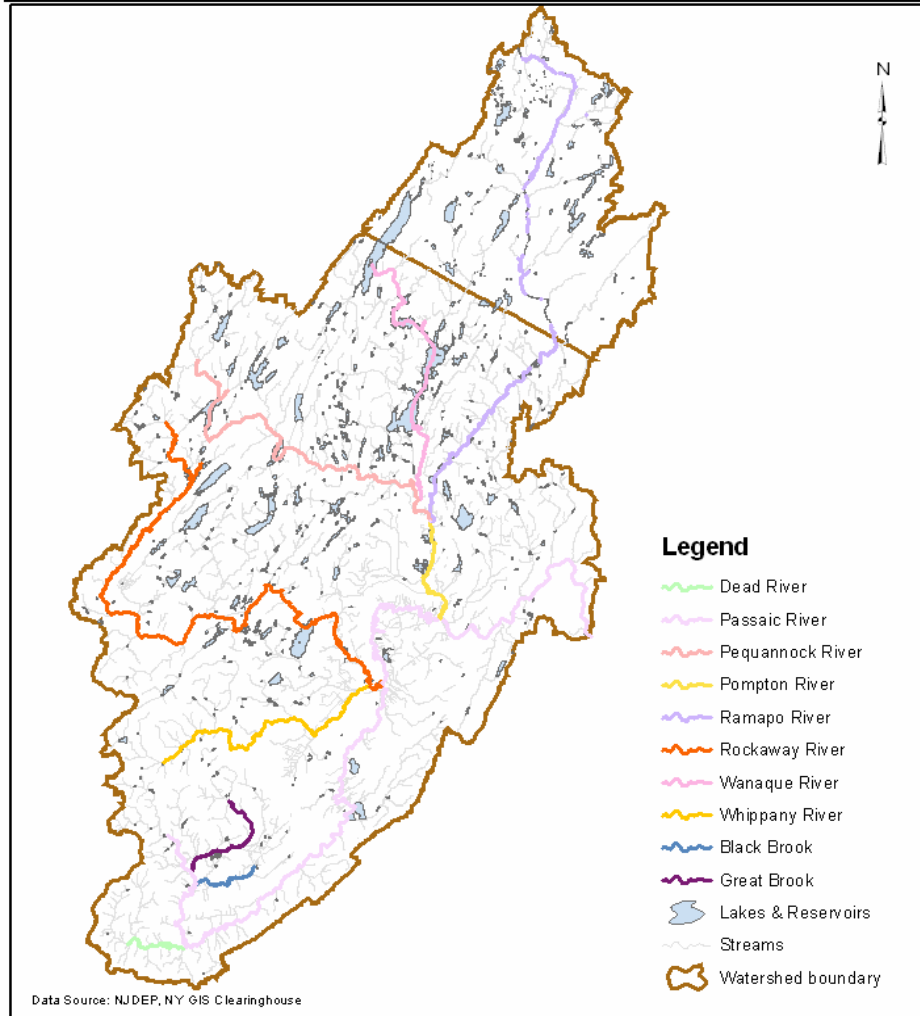 N
Legend
Dead River
Passaic River
Pequannock River
Pompton River
Ramapo River
Rockaway River
Wanaque River
Whippany River
Black Brook
Great Brook
Lakes & Reservoirs
Streams
Watershed boundary
Data Source: NJDEP, NY GIS Clearinghouse